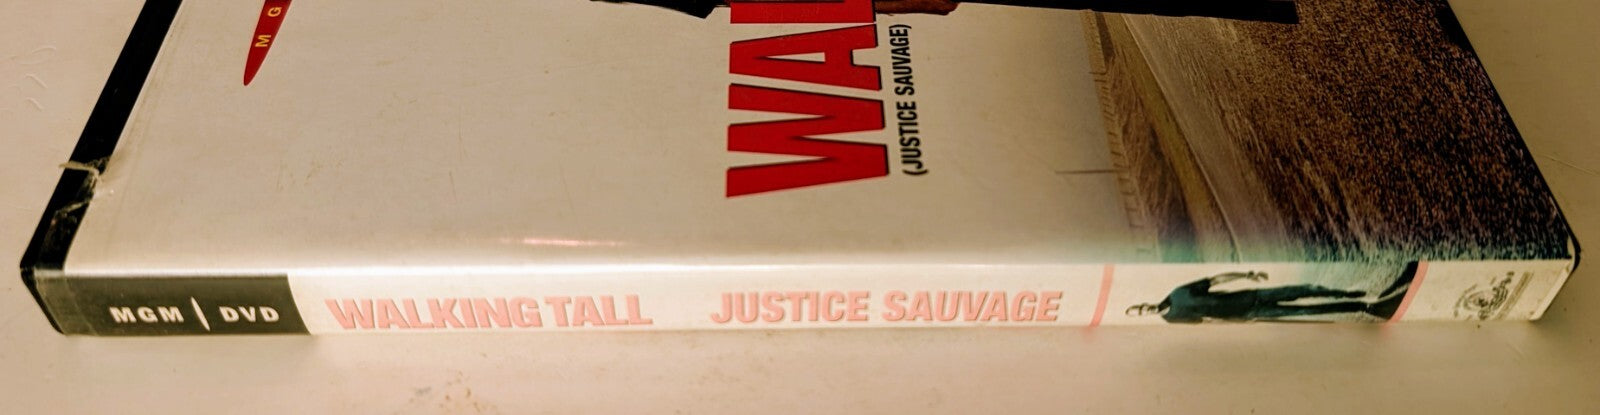 M G
WAL
(JUSTICE SAUVAGE)
MGM | DVD
WALKING TALL
JUSTICE SAUVAGE